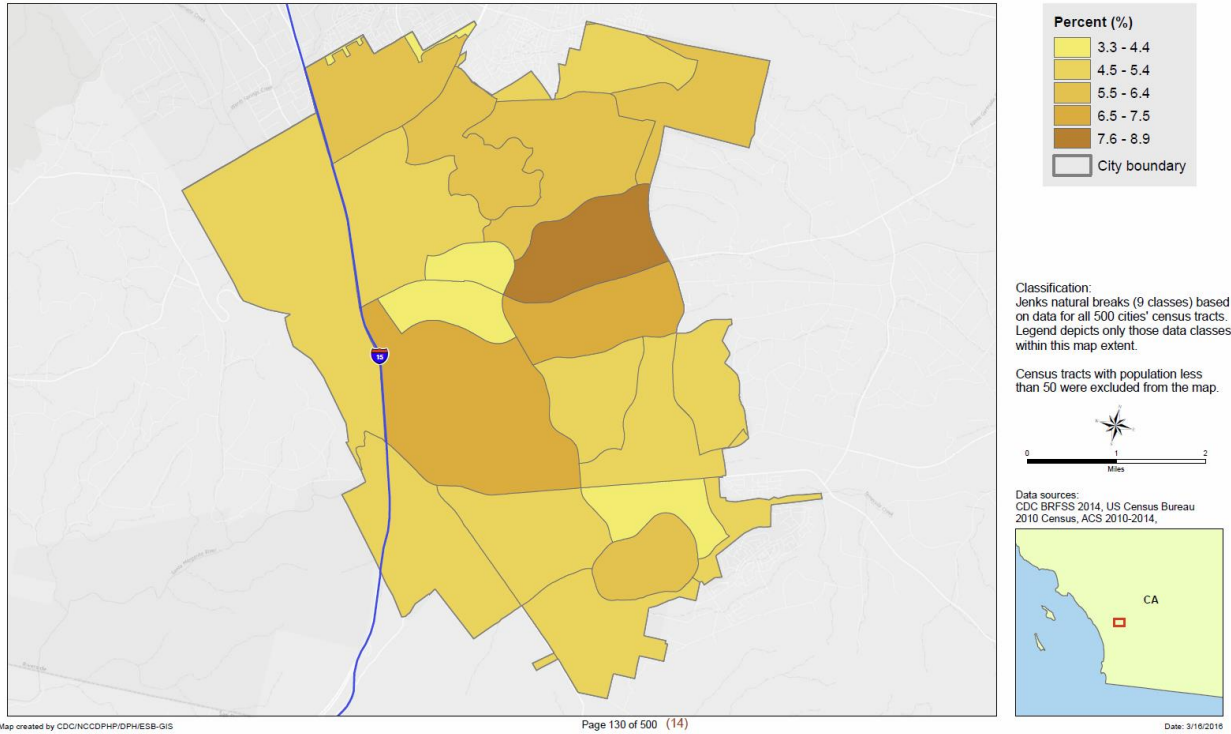 Percent (%)
3.3 - 4.4
4.5 - 5.4
5.5 - 6.4
6.5 - 7.5
7.6 - 8.9
City boundary
15
Classification:
Jenks natural breaks (9 classes) based
on data for all 500 cities' census tracts.
Legend depicts only those data classes
within this map extent.
Census tracts with population less
than 50 were excluded from the map.
0 1 2
Miles
Data sources:
CDC BRFSS 2014, US Census Bureau
2010 Census, ACS 2010-2014,
CA
Map created by CDC/NCCDPHP/DPH/ESB-GIS
Page 130 of 500 (14)
Date: 3/16/2016